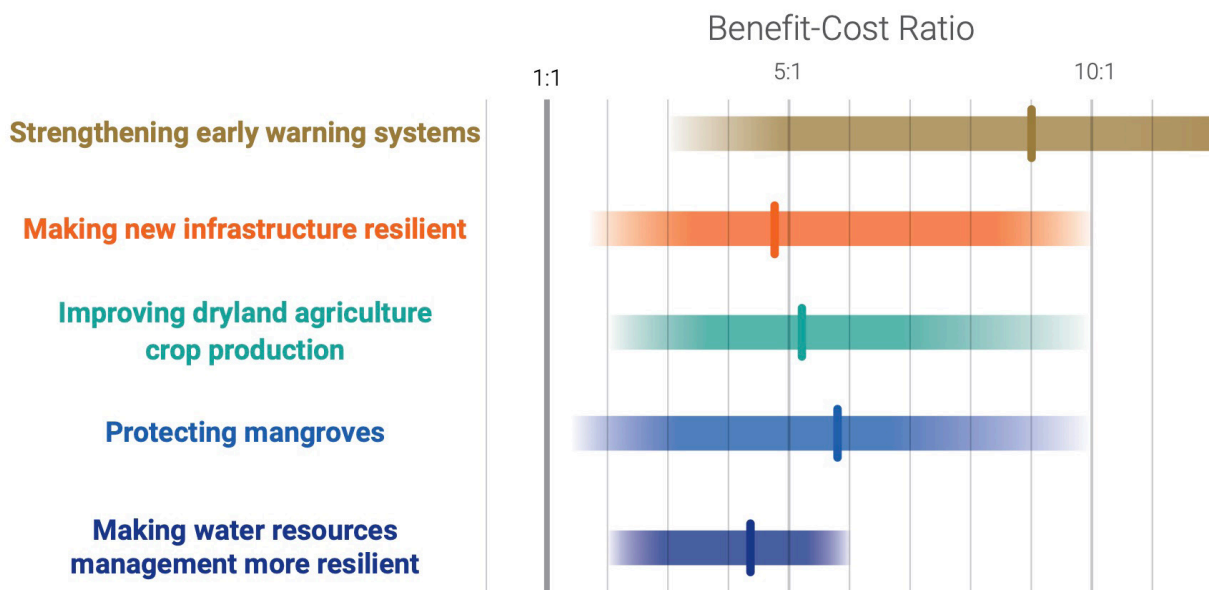 Benefit-Cost Ratio
1:1
5:1
10:1
Strengthening early warning systems
Making new infrastructure resilient
Improving dryland agriculture
crop production
Protecting mangroves
Making water resources
management more resilient